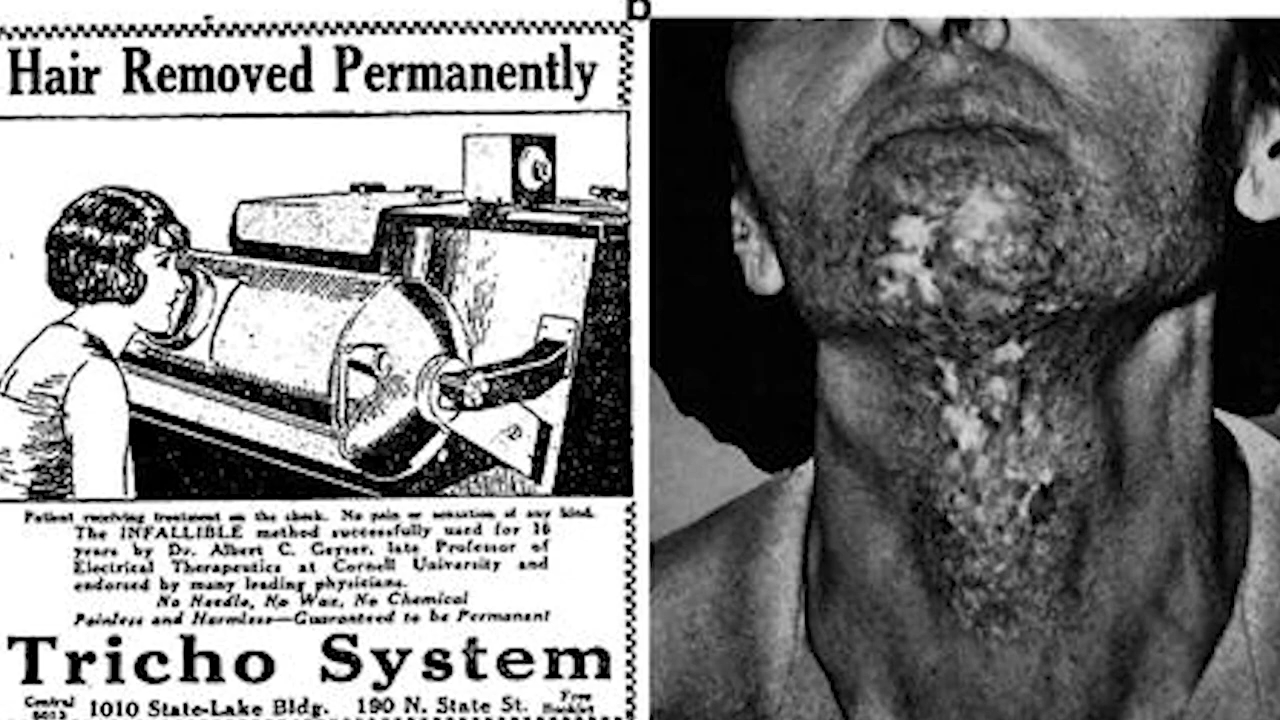 b
Hair Removed Permanently
Patient receiving treatment on the cheek. No pain or sensation of any kind.
The INFALLIBLE method successfully used for 16
years by Dr. Albert C. Geyser, late Professor of
Electrical Therapeutics at Cornell University and
endorsed by many leading physicians.
No Needle, No Wax, No Chemical
Painless and Harmless—Guaranteed to be Permanent
Tricho System
Central
1010 State-Lake Bldg. 190 N. State St.
Free
Booklet